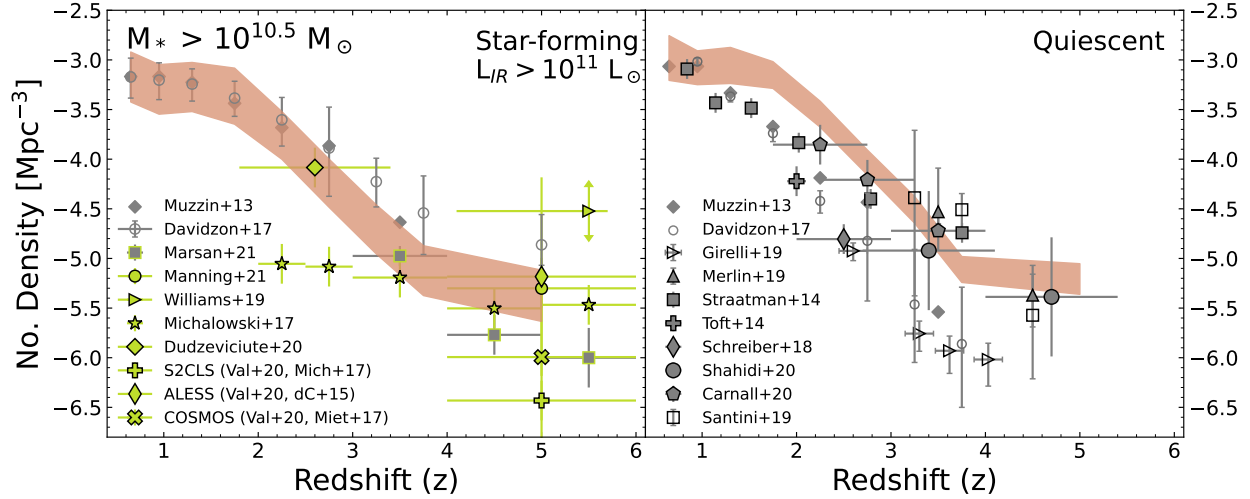 M* > 10^10.5 M⊙
Star-forming
L_IR > 10^11 L⊙
No. Density [Mpc^−3]
−3.0
−3.5
−4.0
−4.5
−5.0
−5.5
−6.0
−6.5
Muzzin+13
Davidzon+17
Marsan+21
Manning+21
Williams+19
Michalowski+17
Dudzeviciute+20
S2CLS (Val+20, Mich+17)
ALESS (Val+20, dC+15)
COSMOS (Val+20, Miet+17)
1 2 3 4 5 6
Redshift (z)
Quiescent
Muzzin+13
Davidzon+17
Girelli+19
Merlin+19
Straatman+14
Toft+14
Schreiber+18
Shahidi+20
Carnall+20
Santini+19
−2.5
−3.0
−3.5
−4.0
−4.5
−5.0
−5.5
−6.0
−6.5
1 2 3 4 5 6
Redshift (z)